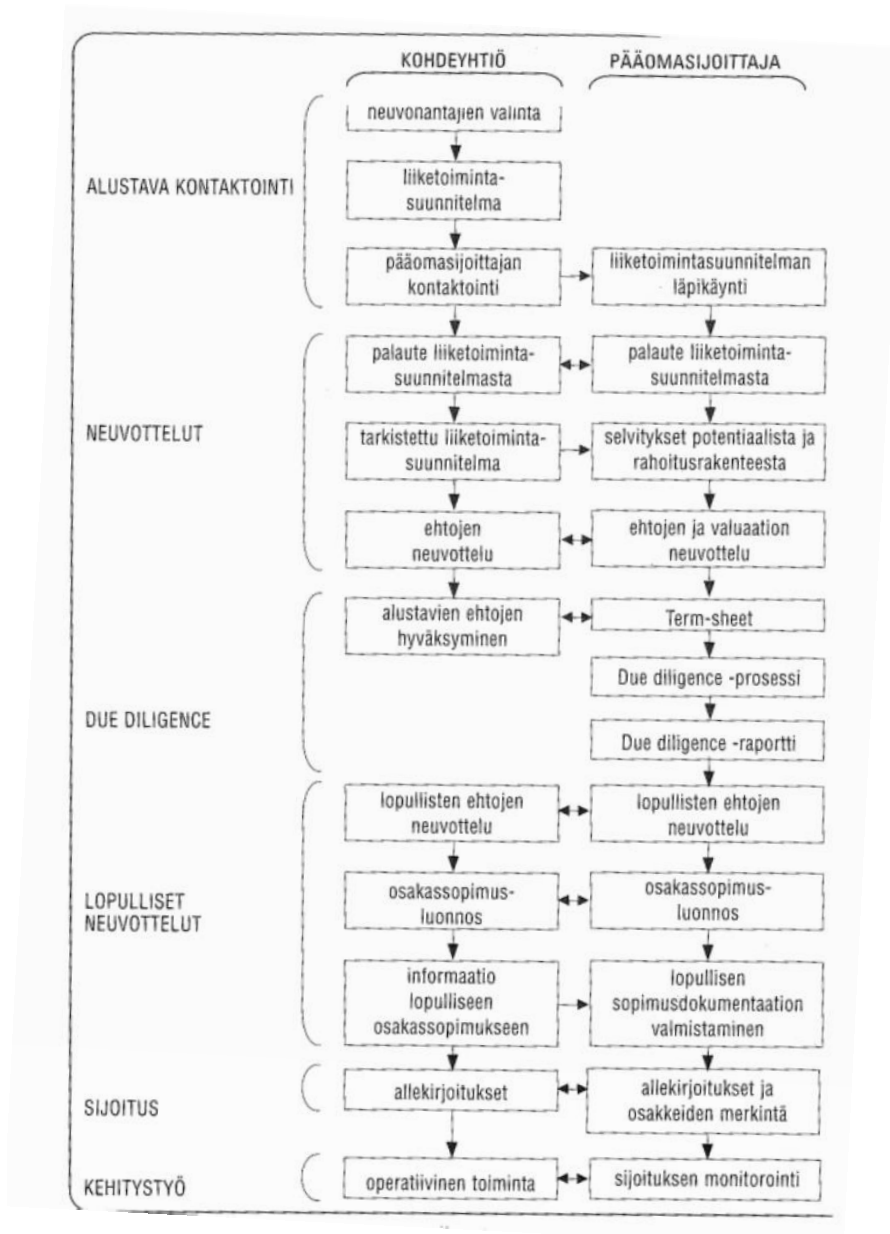 KOHDEYHTIÖ
PÄÄOMASIJOITTAJA
neuvonantajien valinta
ALUSTAVA KONTAKTOINTI
liiketoiminta-
suunnitelma
pääomasijoittajan
kontaktointi
liiketoimintasuunnitelman
läpikäynti
palaute liiketoiminta-
suunnitelmasta
palaute liiketoiminta-
suunnitelmasta
NEUVOTTELUT
tarkistettu liiketoiminta-
suunnitelma
selvitykset potentiaalista ja
rahoitusrakenteesta
ehtojen
neuvottelu
ehtojen ja valuaation
neuvottelu
alustavien ehtojen
hyväksyminen
Term-sheet
Due diligence -prosessi
DUE DILIGENCE
Due diligence -raportti
lopullisten ehtojen
neuvottelu
lopullisten ehtojen
neuvottelu
LOPULLISET
NEUVOTTELUT
osakassopimus-
luonnos
osakassopimus-
luonnos
informaatio
lopulliseen
osakassopimukseen
lopullisen
sopimusdokumentaation
valmistaminen
SIJOITUS
allekirjoitukset
allekirjoitukset ja
osakkeiden merkintä
KEHITYSTYÖ
operatiivinen toiminta
sijoituksen monitorointi